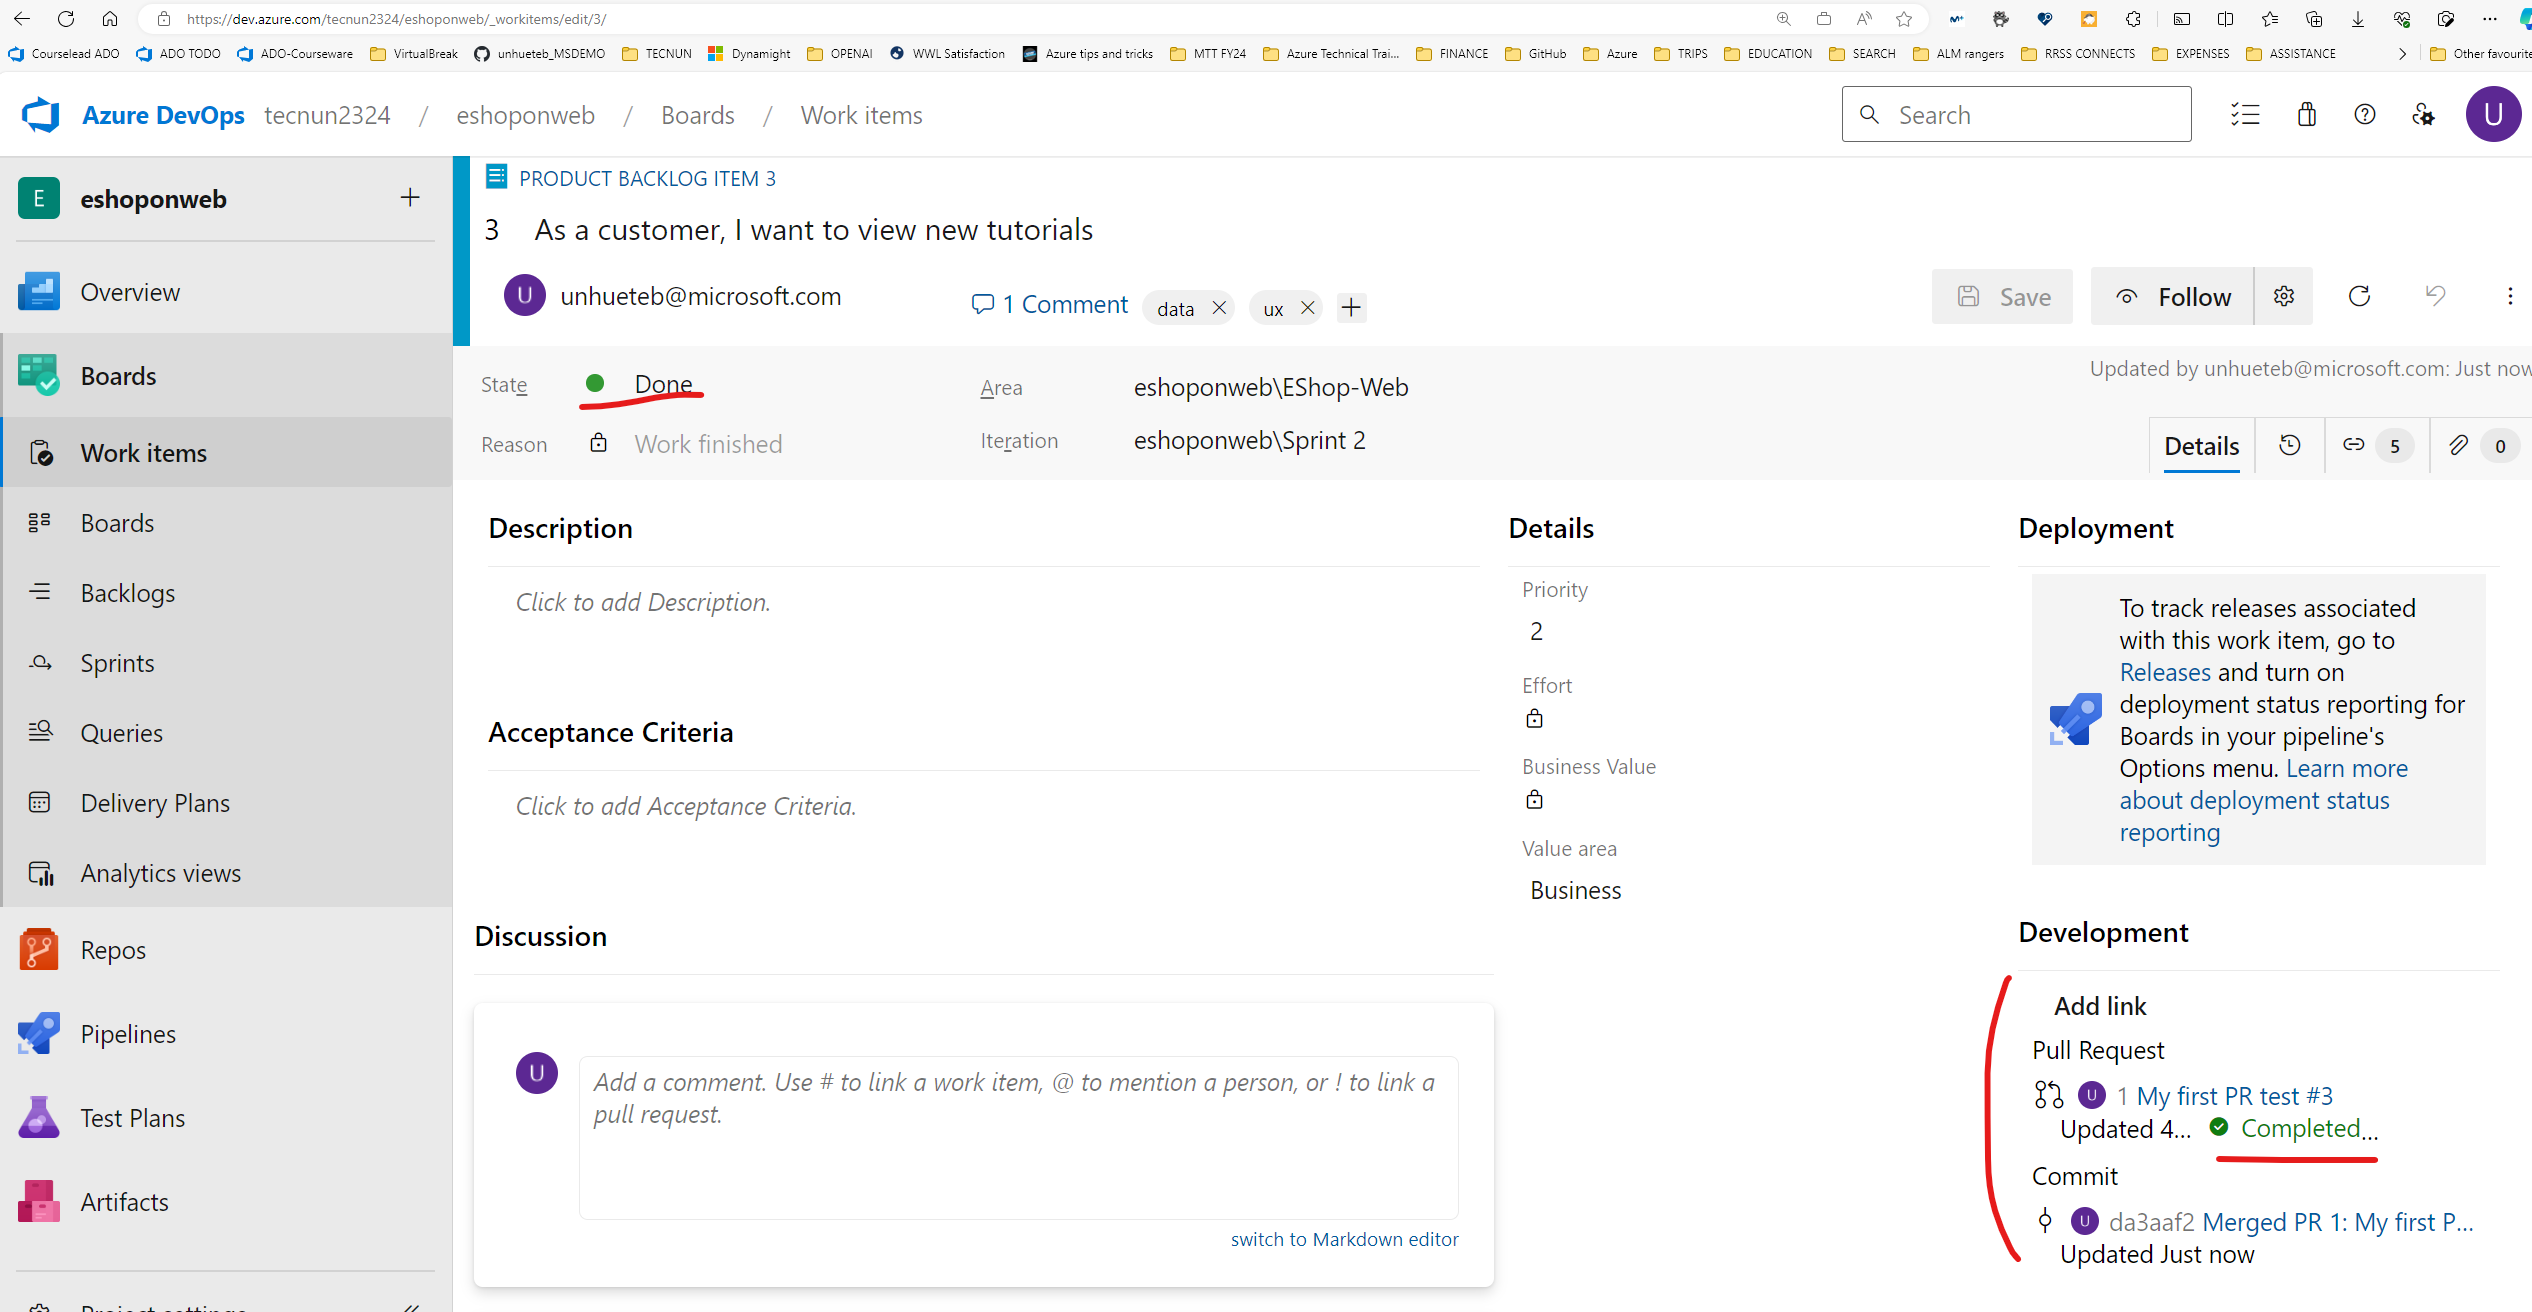 https://dev.azure.com/tecnun2324/eshoponweb/_workitems/edit/3/
Courselead ADO ADO TODO ADO-Courseware VirtualBreak unhueteb_MSDEMO TECNUN Dynamight OPENAI WWL Satisfaction Azure tips and tricks MTT FY24 Azure Technical Trai... FINANCE GitHub Azure TRIPS EDUCATION SEARCH ALM rangers RRSS CONNECTS EXPENSES ASSISTANCE Other favourite
Azure DevOps tecnun2324 / eshoponweb / Boards / Work items
Search
U
E eshoponweb
Overview
Boards
Work items
Boards
Backlogs
Sprints
Queries
Delivery Plans
Analytics views
Repos
Pipelines
Test Plans
Artifacts
Project settings
PRODUCT BACKLOG ITEM 3
3 As a customer, I want to view new tutorials
U unhueteb@microsoft.com
1 Comment
data
ux
Save
Follow
State Done
Area eshoponweb\EShop-Web
Updated by unhueteb@microsoft.com: Just now
Reason Work finished
Iteration eshoponweb\Sprint 2
Details
5
0
Description
Click to add Description.
Acceptance Criteria
Click to add Acceptance Criteria.
Discussion
U
Add a comment. Use # to link a work item, @ to mention a person, or ! to link a
pull request.
switch to Markdown editor
Details
Priority
2
Effort
Business Value
Value area
Business
Deployment
To track releases associated
with this work item, go to
Releases and turn on
deployment status reporting for
Boards in your pipeline's
Options menu. Learn more
about deployment status
reporting
Development
Add link
Pull Request
U 1 My first PR test #3
Updated 4... Completed...
Commit
U da3aaf2 Merged PR 1: My first P...
Updated Just now